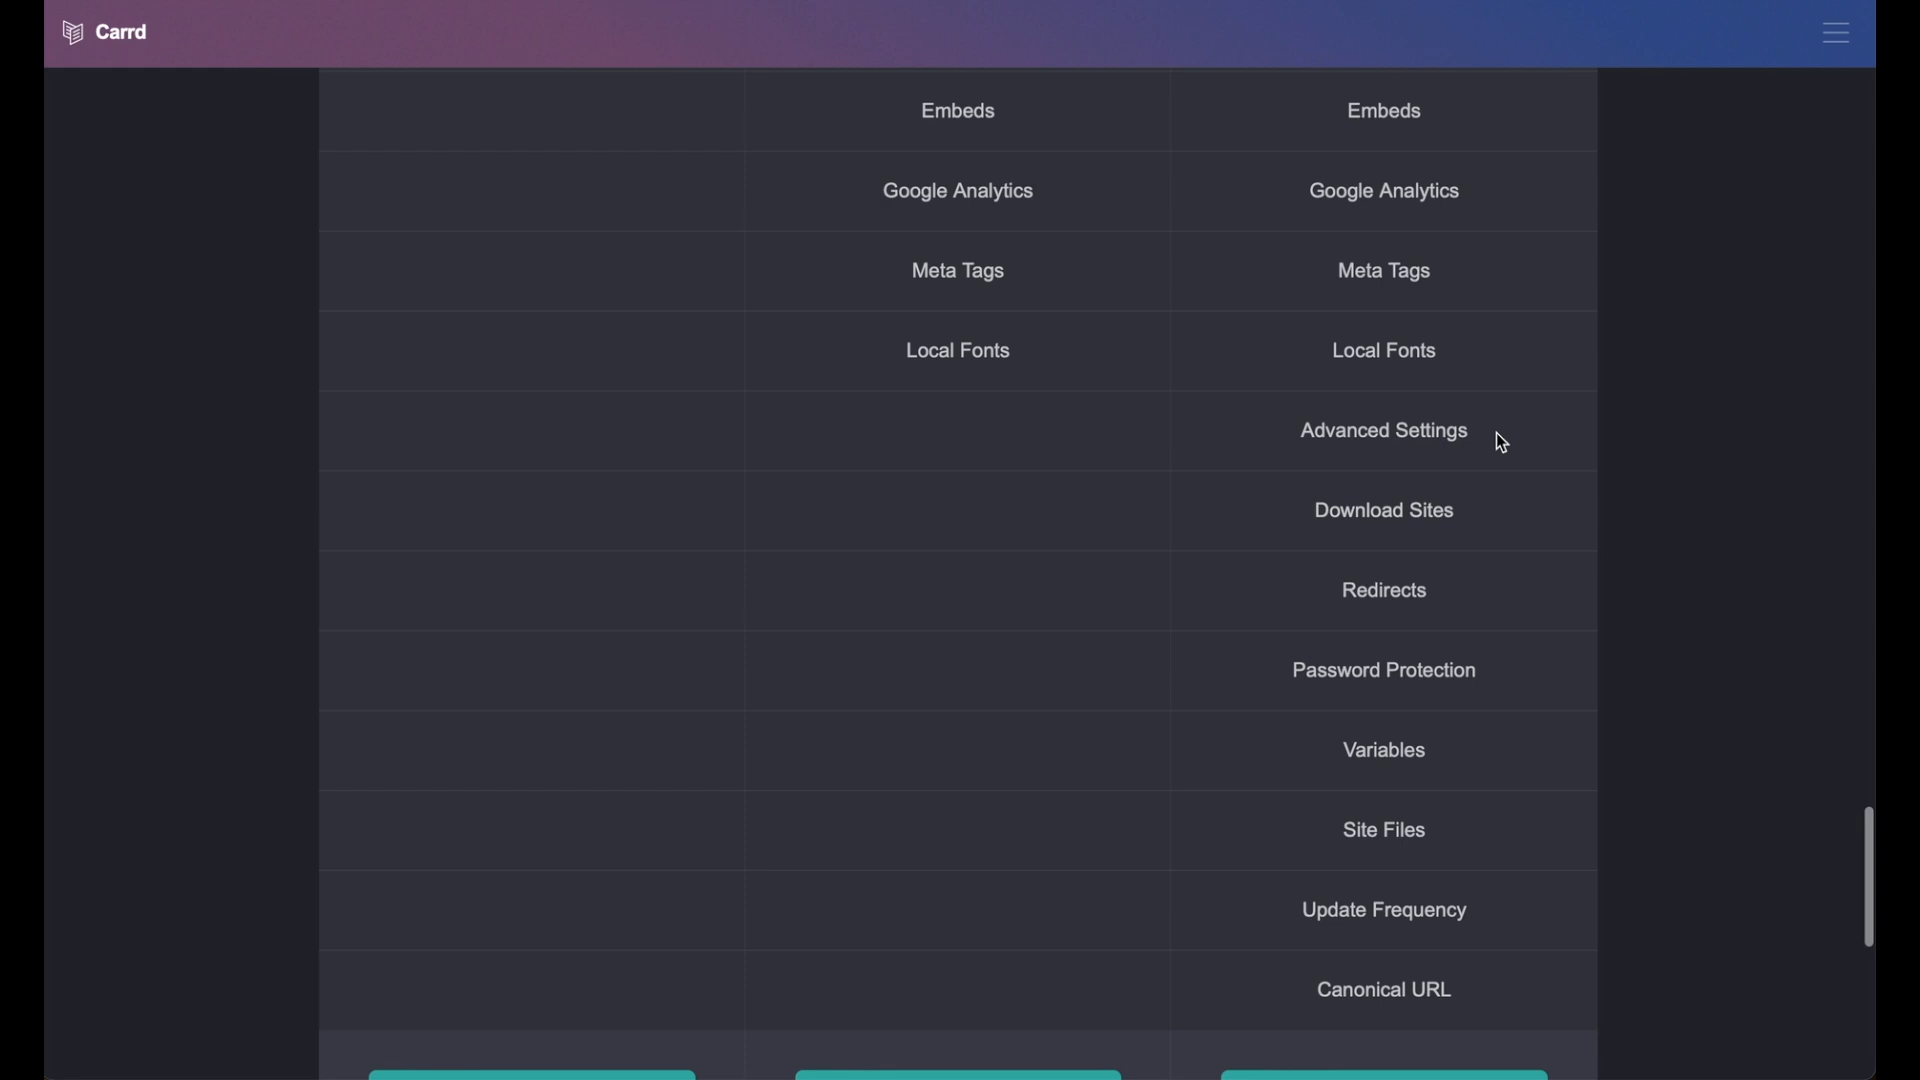 Carrd
Embeds Embeds
Google Analytics Google Analytics
Meta Tags Meta Tags
Local Fonts Local Fonts
Advanced Settings
Download Sites
Redirects
Password Protection
Variables
Site Files
Update Frequency
Canonical URL